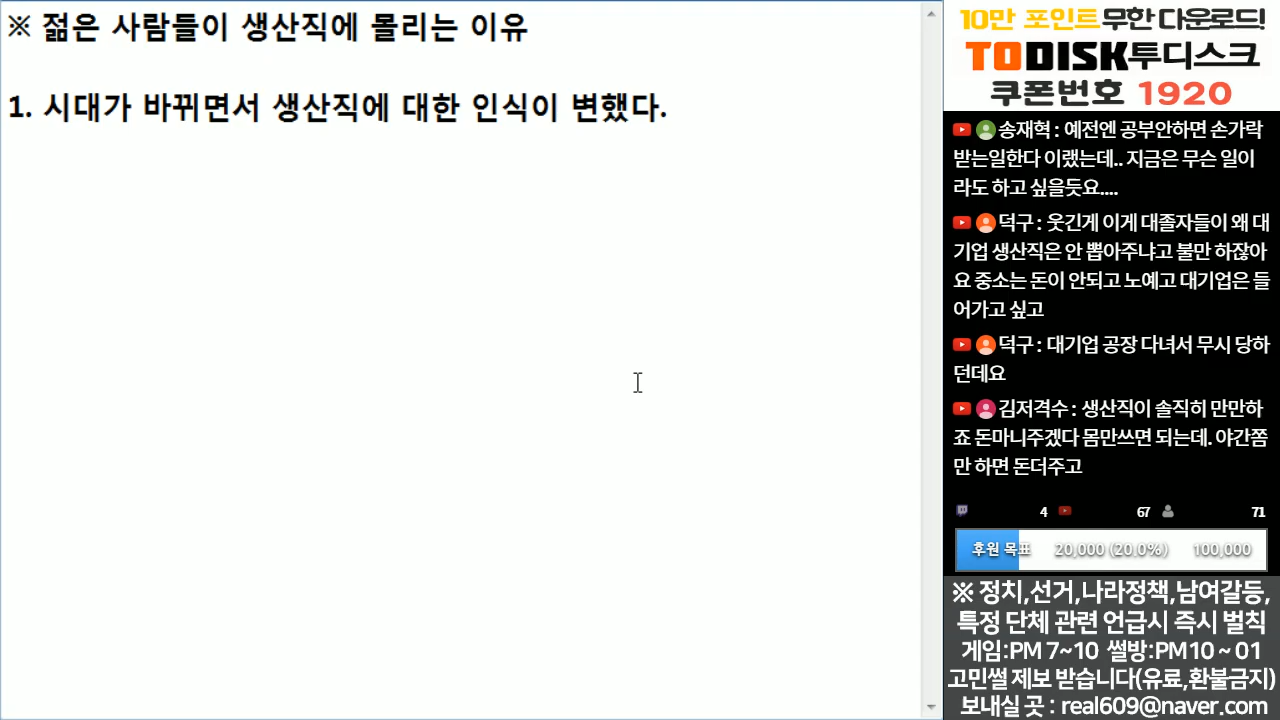 ※ 젊은 사람들이 생산직에 몰리는 이유
1. 시대가 바뀌면서 생산직에 대한 인식이 변했다.
10만 포인트무한 다운로드!
TODISK투디스크
쿠폰번호 1920
송재혁 : 예전엔 공부안하면 손가락
받는일한다 이랬는데.. 지금은 무슨 일이
라도 하고 싶을듯요....
덕구 : 웃긴게 이게 대졸자들이 왜 대
기업 생산직은 안 뽑아주냐고 불만 하잖아
요 중소는 돈이 안되고 노예고 대기업은 들
어가고 싶고
덕구 : 대기업 공장 다녀서 무시 당하
던데요
김저격수 : 생산직이 솔직히 만만하
죠 돈마니주겠다 몸만쓰면 되는데. 야간쫌
만 하면 돈더주고
4 67 71
후원 목표 20,000 (20.0%) 100,000
※ 정치,선거,나라정책,남여갈등,
특정 단체 관련 언급시 즉시 벌칙
게임:PM 7~10 썰방:PM 10 ~ 01
고민썰 제보 받습니다(유료,환불금지)
보내실 곳 : real609@naver.com